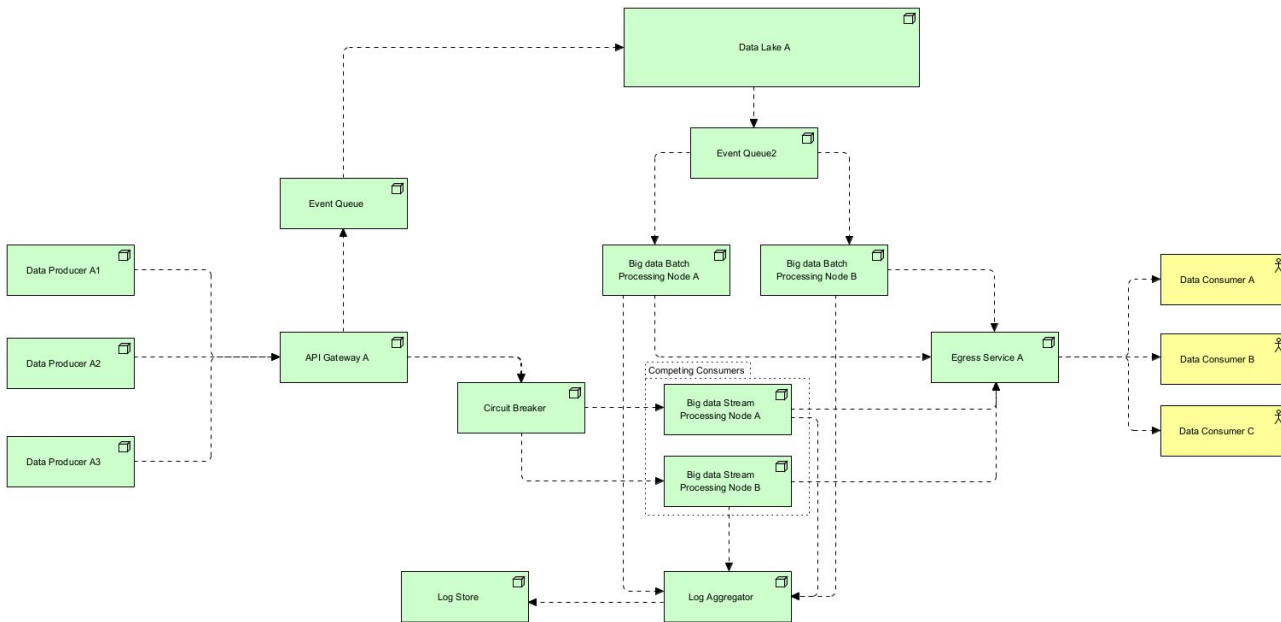 Data Lake A
Event Queue2
Event Queue
Data Producer A1
Big data Batch
Processing Node A
Big data Batch
Processing Node B
Data Consumer A
Data Producer A2
API Gateway A
Egress Service A
Data Consumer B
Competing Consumers
Circuit Breaker
Big data Stream
Processing Node A
Data Consumer C
Data Producer A3
Big data Stream
Processing Node B
Log Store
Log Aggregator